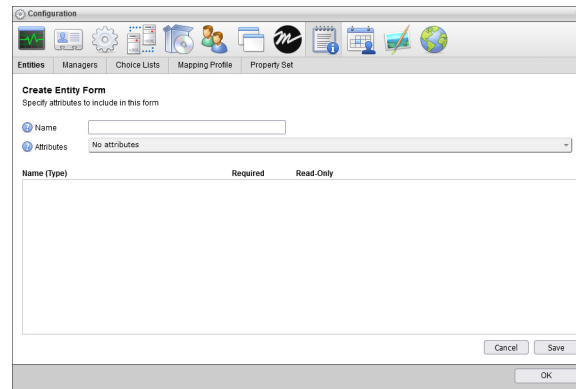 Configuration
Entities Managers Choice Lists Mapping Profile Property Set
Create Entity Form
Specify attributes to include in this form
Name
Attributes No attributes
Name (Type) Required Read-Only
Cancel Save
OK